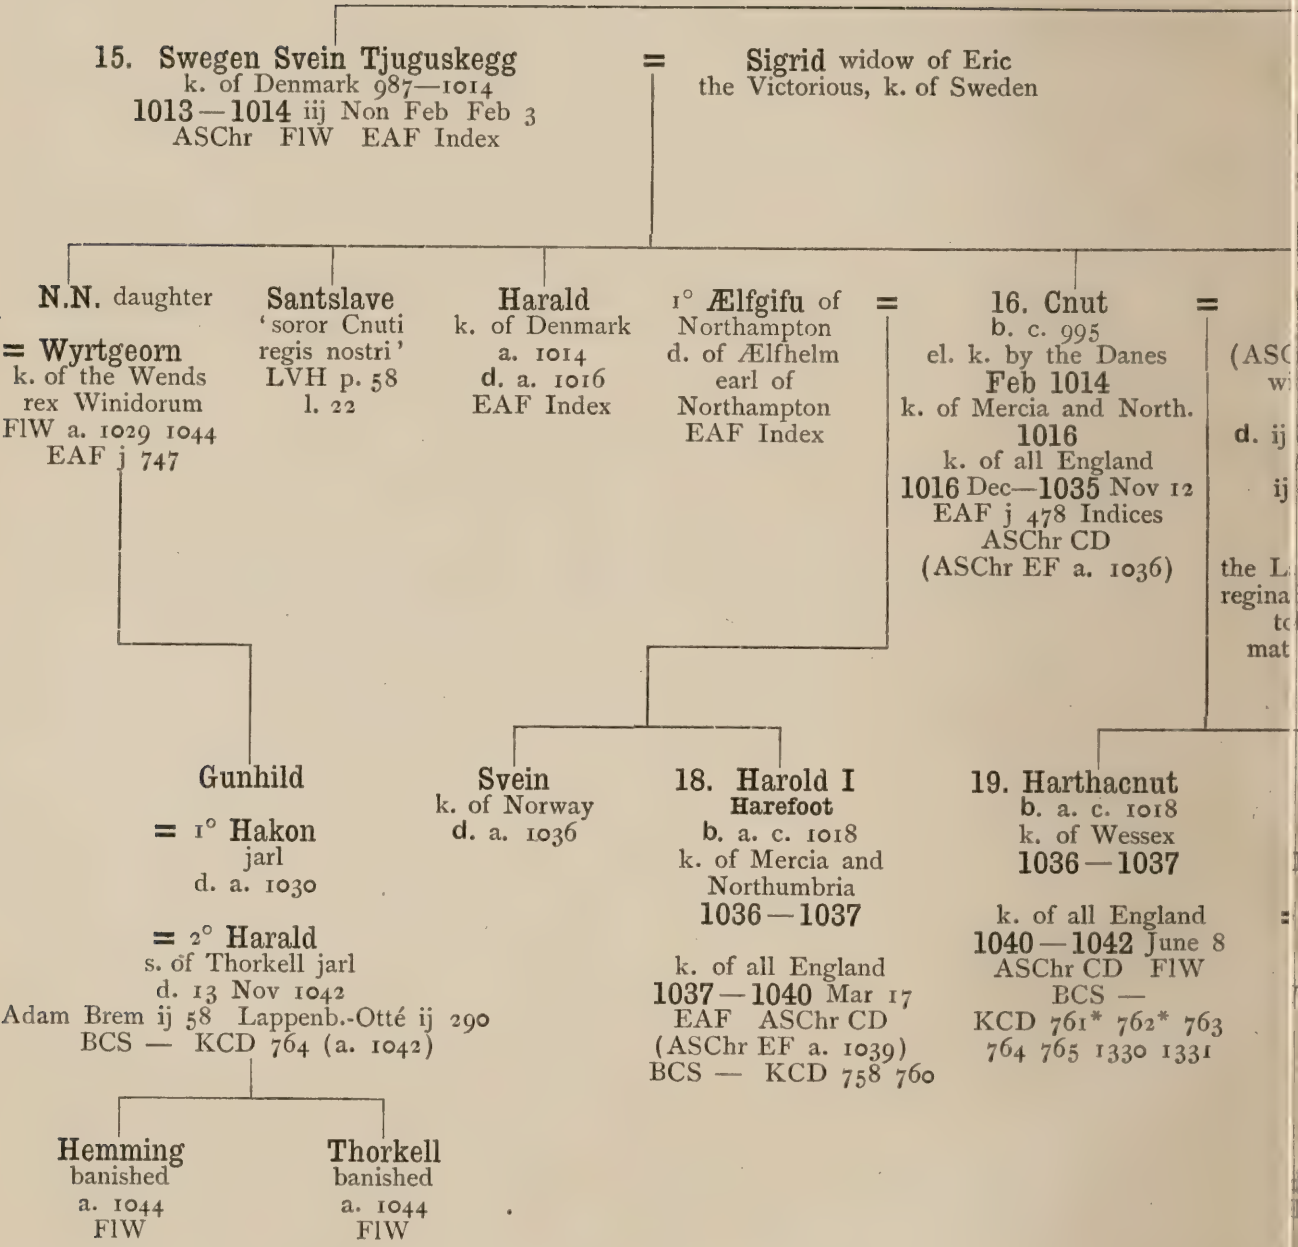 15. Swegen Svein Tjuguskegg
k. of Denmark 987—1014
1013—1014 iij Non Feb Feb 3
ASChr FlW EAF Index
=
Sigrid widow of Eric
the Victorious, k. of Sweden
N.N. daughter
= Wyrtgeorn
k. of the Wends
rex Winidorum
FlW a. 1029 1044
EAF j 747
Santslave
‘soror Cnuti
regis nostri’
LVH p. 58
l. 22
Harald
k. of Denmark
a. 1014
d. a. 1016
EAF Index
1° Ælfgifu of
Northampton
d. of Ælfhelm
earl of
Northampton
EAF Index
=
16. Cnut
b. c. 995
el. k. by the Danes
Feb 1014
k. of Mercia and North.
1016
k. of all England
1016 Dec—1035 Nov 12
EAF j 478 Indices
ASChr CD
(ASChr EF a. 1036)
=
(ASC
wi
d. ij
ij
the L
regina
to
mat
Gunhild
= 1° Hakon
jarl
d. a. 1030
= 2° Harald
s. of Thorkell jarl
d. 13 Nov 1042
Adam Brem ij 58 Lappenb.-Otté ij 290
BCS — KCD 764 (a. 1042)
Svein
k. of Norway
d. a. 1036
18. Harold I
Harefoot
b. a. c. 1018
k. of Mercia and
Northumbria
1036—1037
k. of all England
1037—1040 Mar 17
EAF ASChr CD
(ASChr EF a. 1039)
BCS — KCD 758 760
19. Harthacnut
b. a. c. 1018
k. of Wessex
1036—1037
k. of all England
1040—1042 June 8
ASChr CD FlW
BCS —
KCD 761* 762* 763
764 765 1330 1331
=
Hemming
banished
a. 1044
FlW
Thorkell
banished
a. 1044
FlW